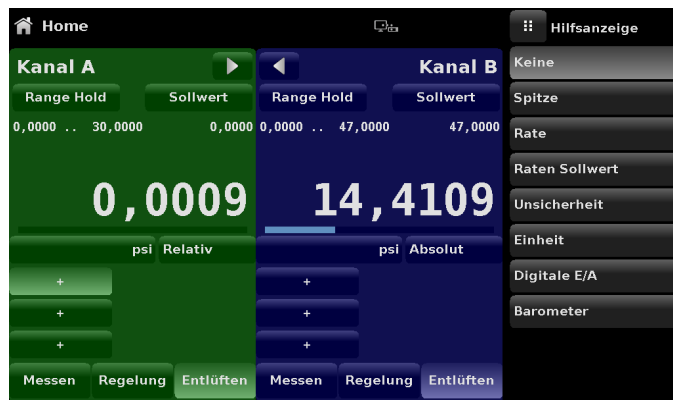 Home
Kanal A
Range Hold Sollwert
0,0000 .. 30,0000 0,0000
0,0009
psi Relativ
+
+
+
Messen Regelung Entlüften
Kanal B
Range Hold Sollwert
0,0000 .. 47,0000 47,0000
14,4109
psi Absolut
+
+
+
Messen Regelung Entlüften
Hilfsanzeige
Keine
Spitze
Rate
Raten Sollwert
Unsicherheit
Einheit
Digitale E/A
Barometer